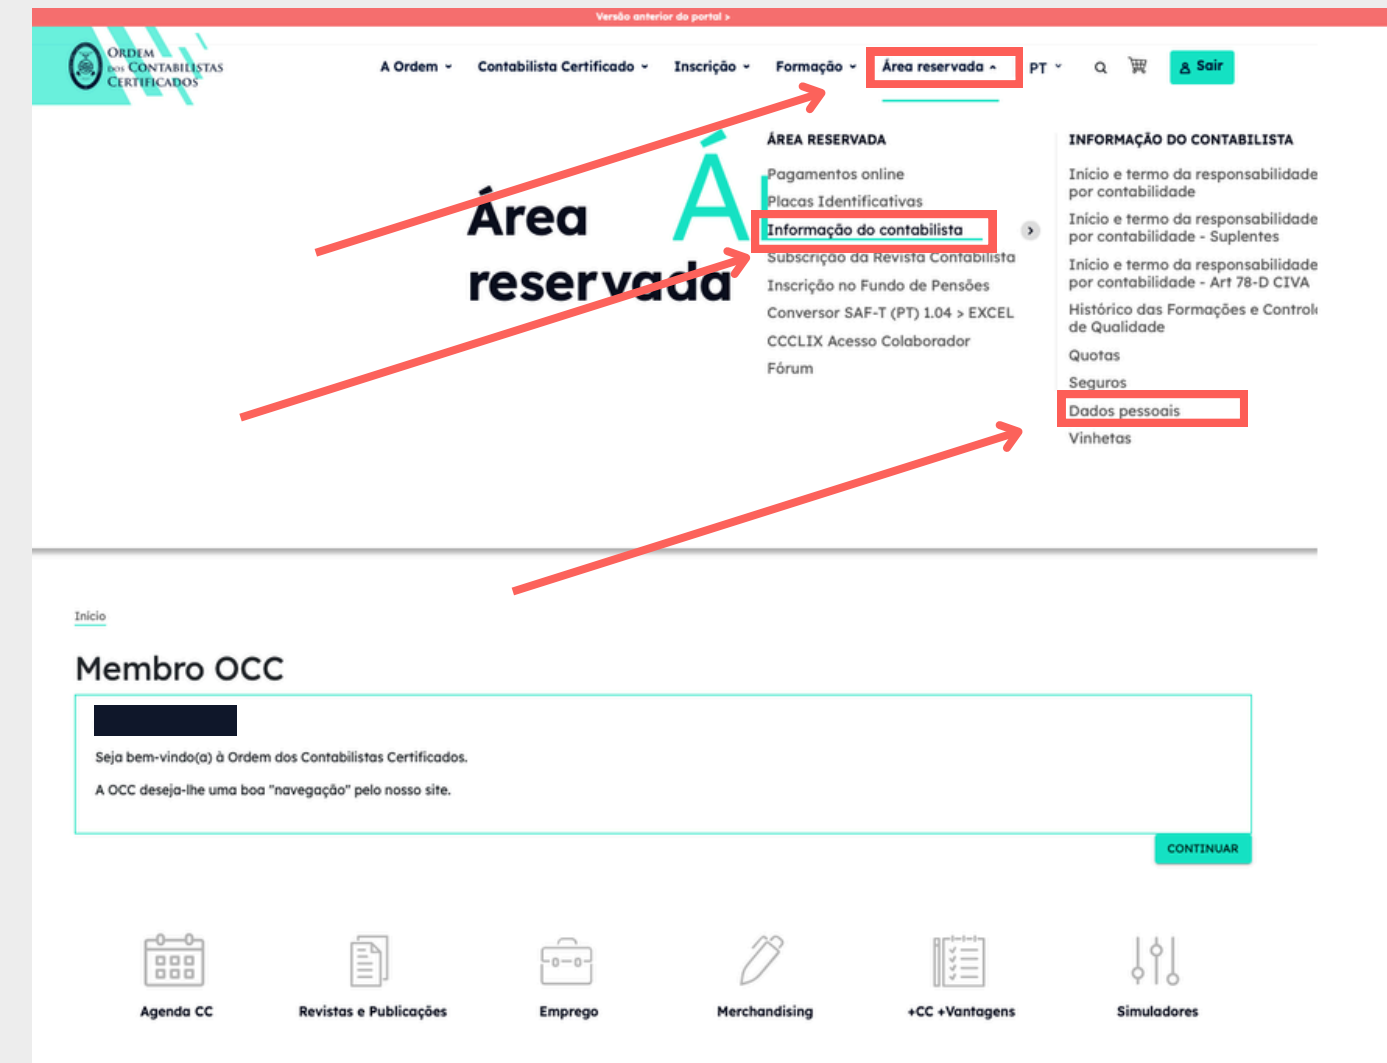 Versão anterior do portal >
ORDEM
DOS CONTABILISTAS
CERTIFICADOS
A Ordem
Contabilista Certificado
Inscrição
Formação
Área reservada
PT
Sair
Área
reservada
Á
ÁREA RESERVADA
Pagamentos online
Placas Identificativas
Informação do contabilista
Subscrição da Revista Contabilista
Inscrição no Fundo de Pensões
Conversor SAF-T (PT) 1.04 > EXCEL
CCCLIX Acesso Colaborador
Fórum
INFORMAÇÃO DO CONTABILISTA
Início e termo da responsabilidade
por contabilidade
Início e termo da responsabilidade
por contabilidade - Suplentes
Início e termo da responsabilidade
por contabilidade - Art 78-D CIVA
Histórico das Formações e Controlo
de Qualidade
Quotas
Seguros
Dados pessoais
Vinhetas
Início
Membro OCC
Seja bem-vindo(a) à Ordem dos Contabilistas Certificados.
A OCC deseja-lhe uma boa "navegação" pelo nosso site.
CONTINUAR
Agenda CC
Revistas e Publicações
Emprego
Merchandising
+CC +Vantagens
Simuladores